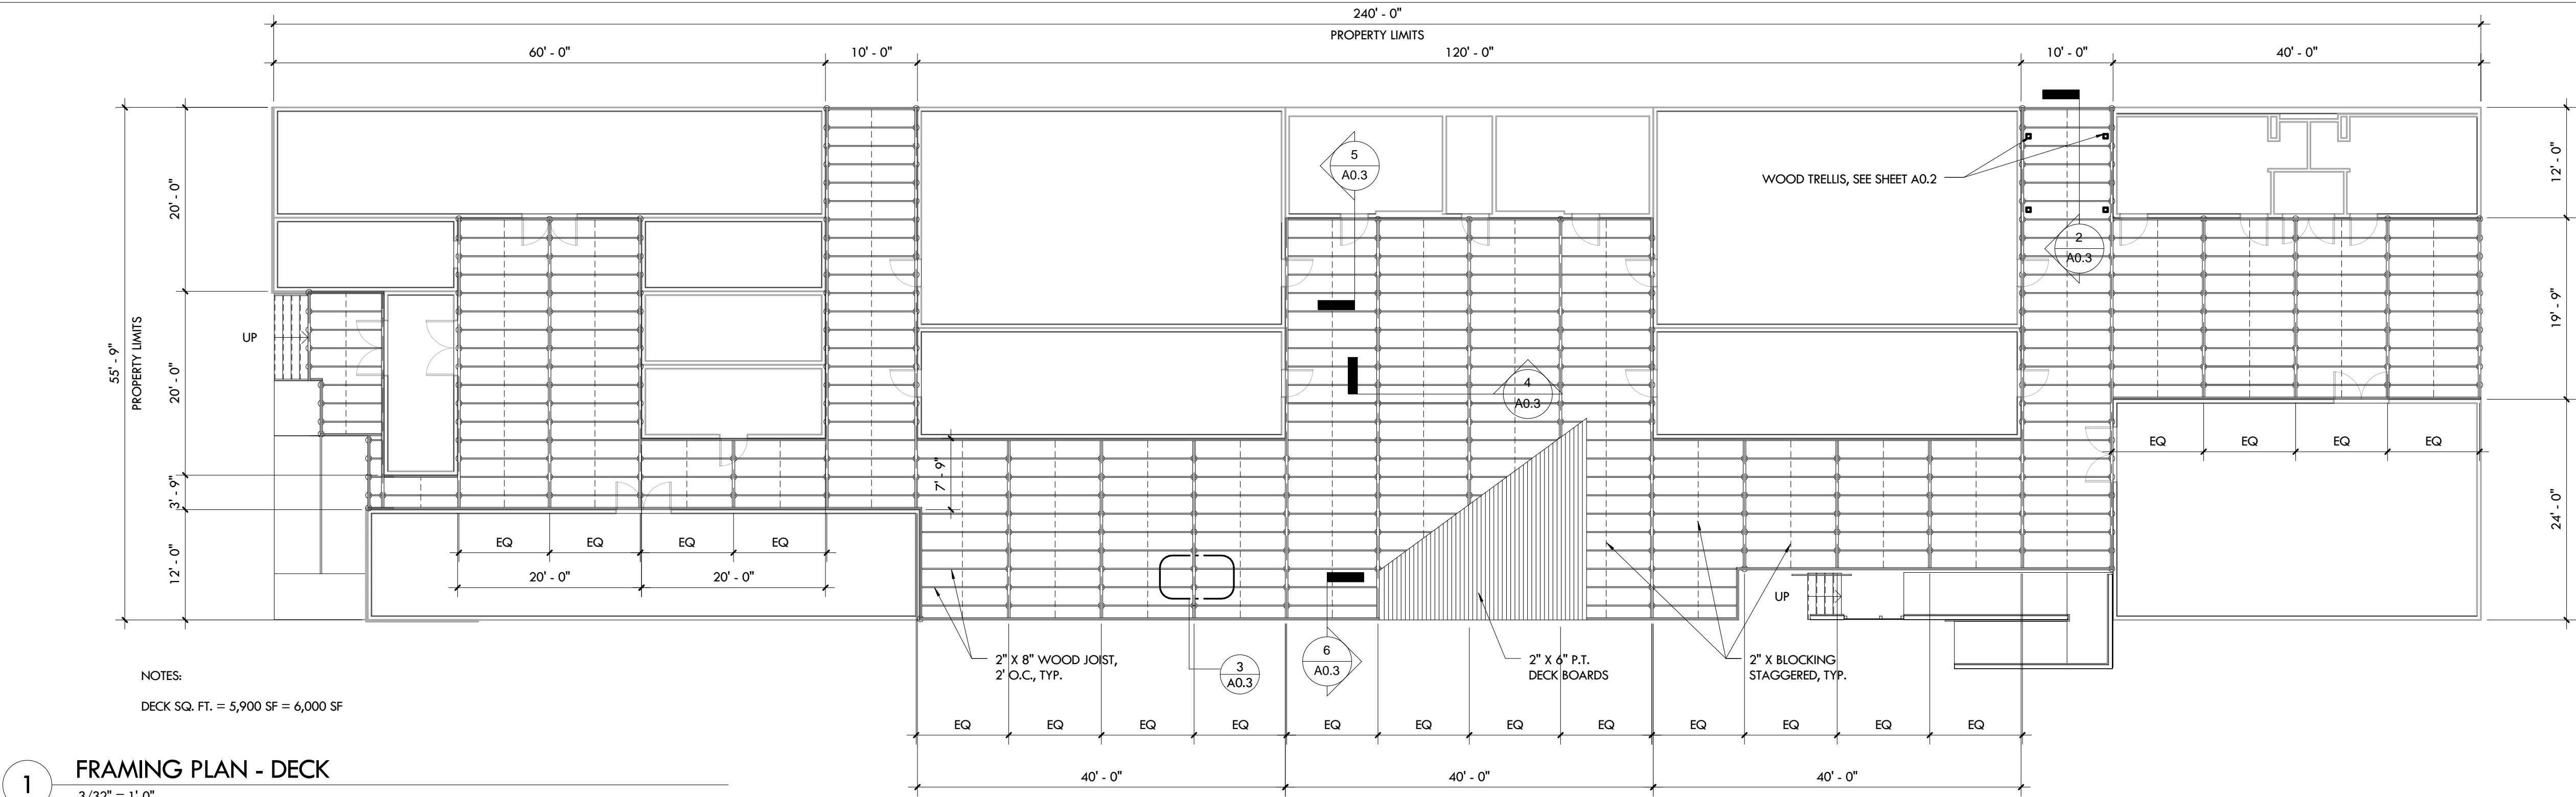 240' - 0"
PROPERTY LIMITS
60' - 0"
10' - 0"
120' - 0"
10' - 0"
40' - 0"
55' - 9"
PROPERTY LIMITS
20' - 0"
20' - 0"
3' - 9"
12' - 0"
UP
5
A0.3
WOOD TRELLIS, SEE SHEET A0.2
2
A0.3
4
A0.3
12' - 0"
19' - 9"
24' - 0"
EQ
EQ
EQ
EQ
7' - 9"
EQ
EQ
EQ
EQ
20' - 0"
20' - 0"
UP
2" X 8" WOOD JOIST,
2' O.C., TYP.
3
A0.3
6
A0.3
2" X 6" P.T.
DECK BOARDS
2" X BLOCKING
STAGGERED, TYP.
NOTES:
DECK SQ. FT. = 5,900 SF = 6,000 SF
EQ
EQ
EQ
EQ
EQ
EQ
EQ
EQ
EQ
EQ
EQ
EQ
40' - 0"
40' - 0"
40' - 0"
1
FRAMING PLAN - DECK
3/32" = 1'-0"